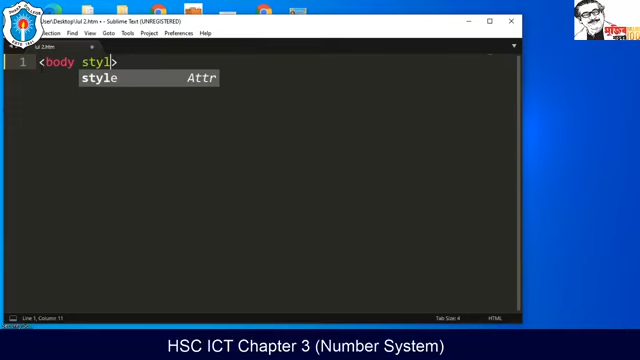 User\Desktop\Jul 2.htm • - Sublime Text (UNREGISTERED)
Find View Goto Tools Project Preferences Help
Jul 2.htm
1 <body styl>
style Attr
Line 1, Column 11 Tab Size: 4 HTML
HSC ICT Chapter 3 (Number System)